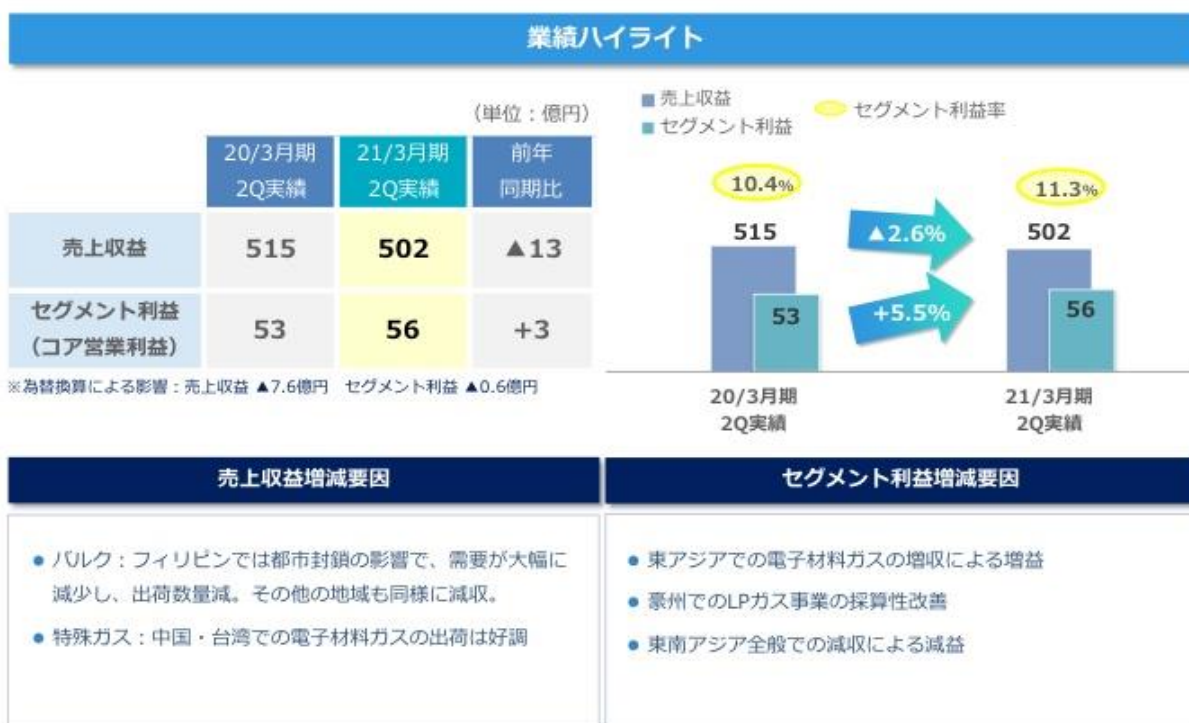 業績ハイライト
(単位:億円)
20/3月期
2Q実績
21/3月期
2Q実績
前年
同期比
売上収益
515
502
▲13
セグメント利益
(コア営業利益)
53
56
+3
※為替換算による影響:売上収益 ▲7.6億円 セグメント利益 ▲0.6億円
売上収益
セグメント利益
セグメント利益率
10.4%
11.3%
515
▲2.6%
502
53
+5.5%
56
20/3月期
2Q実績
21/3月期
2Q実績
売上収益増減要因
● バルク:フィリピンでは都市封鎖の影響で、需要が大幅に
減少し、出荷数量減。その他の地域も同様に減収。
● 特殊ガス:中国・台湾での電子材料ガスの出荷は好調
セグメント利益増減要因
● 東アジアでの電子材料ガスの増収による増益
● 豪州でのLPガス事業の採算性改善
● 東南アジア全般での減収による減益